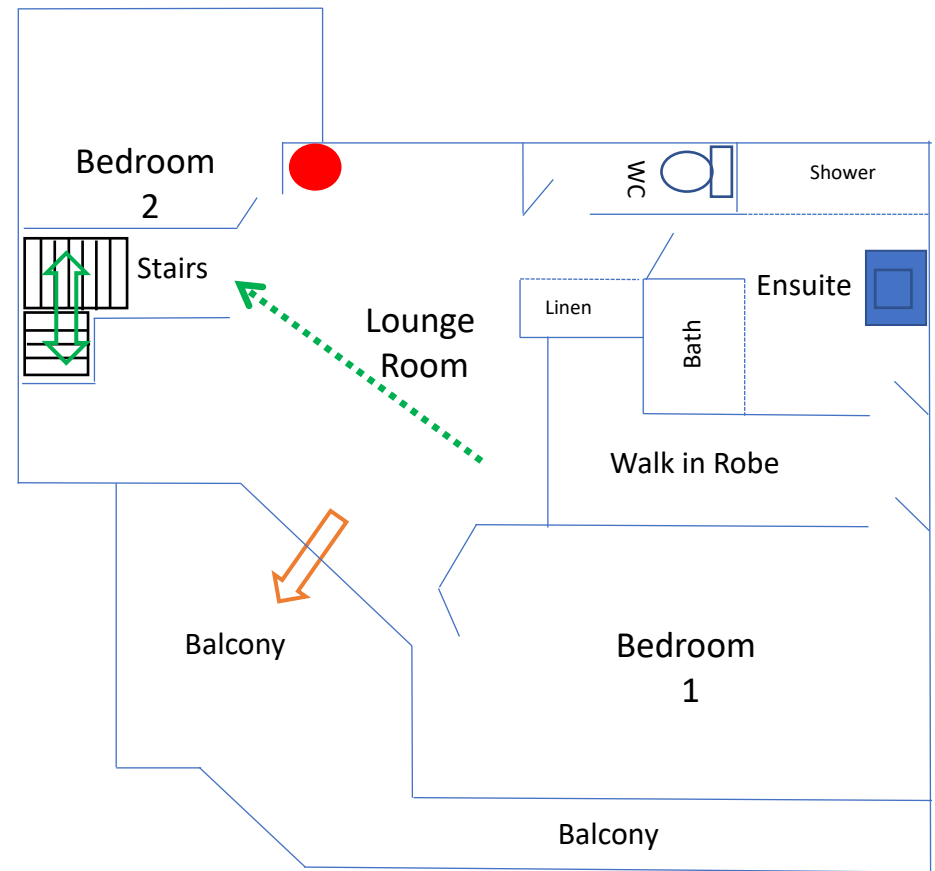 Bedroom
2
WC
Shower
Stairs
Ensuite
Linen
Lounge
Room
Bath
Walk in Robe
Balcony
Bedroom
1
Balcony